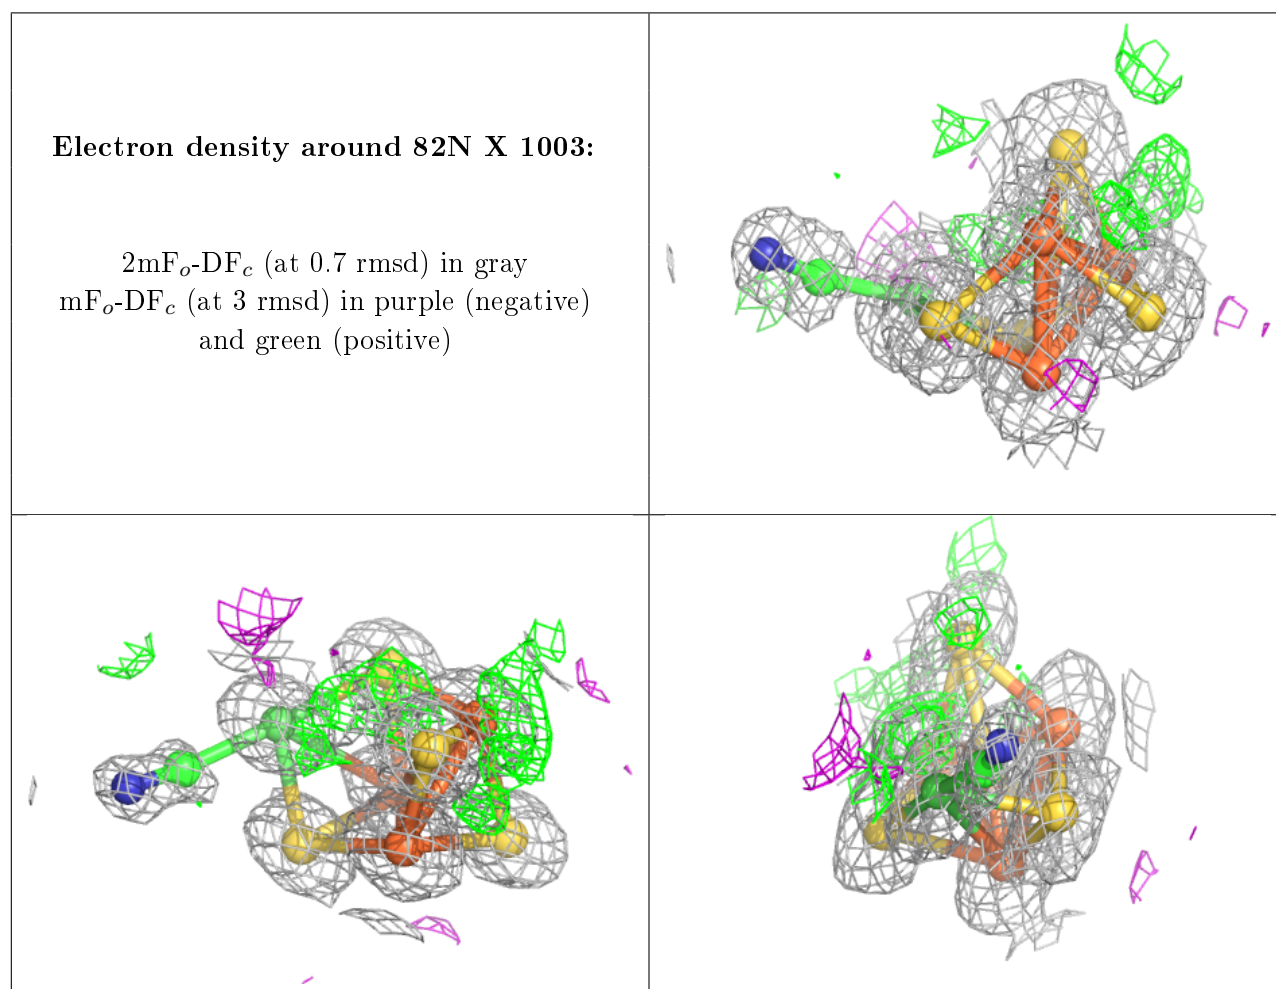 Electron density around 82N X 1003:
2mFo-DFc (at 0.7 rmsd) in gray
mFo-DFc (at 3 rmsd) in purple (negative)
and green (positive)